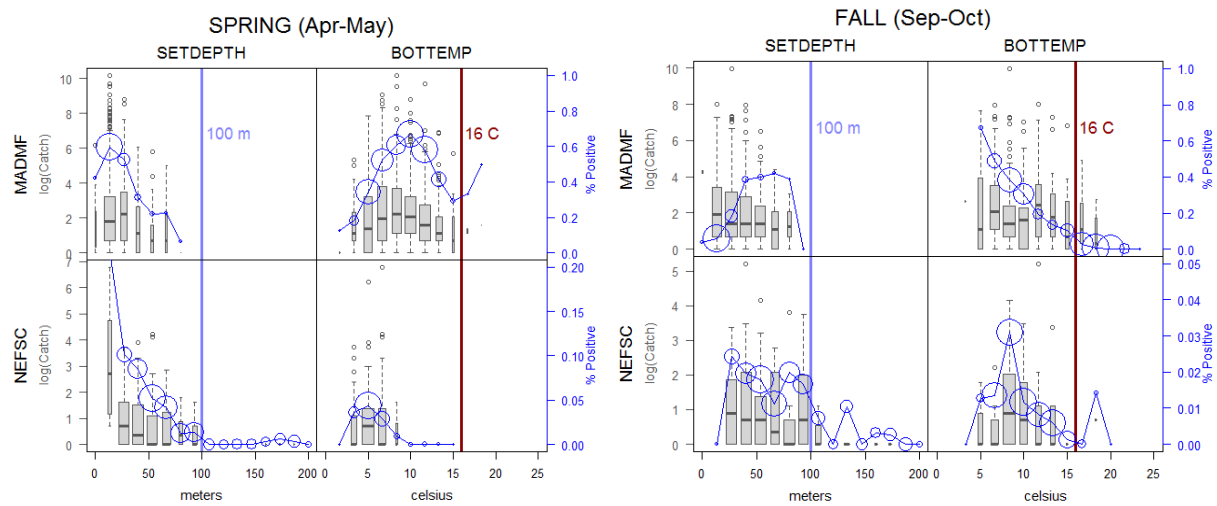 SPRING (Apr-May)
SETDEPTH
BOTTEMP
MADMF
log(Catch)
10
8
6
4
2
0
100 m
16 C
1.0
0.8
0.6
0.4
0.2
0.0
% Positive
NEFSC
log(Catch)
7
6
5
4
3
2
1
0
0.20
0.15
0.10
0.05
0.00
% Positive
0 50 100 150 200
meters
0 5 10 15 20 25
celsius
FALL (Sep-Oct)
SETDEPTH
BOTTEMP
MADMF
log(Catch)
10
8
6
4
2
0
100 m
16 C
1.0
0.8
0.6
0.4
0.2
0.0
% Positive
NEFSC
log(Catch)
5
4
3
2
1
0
0.05
0.04
0.03
0.02
0.01
0.00
% Positive
0 50 100 150 200
meters
0 5 10 15 20 25
celsius